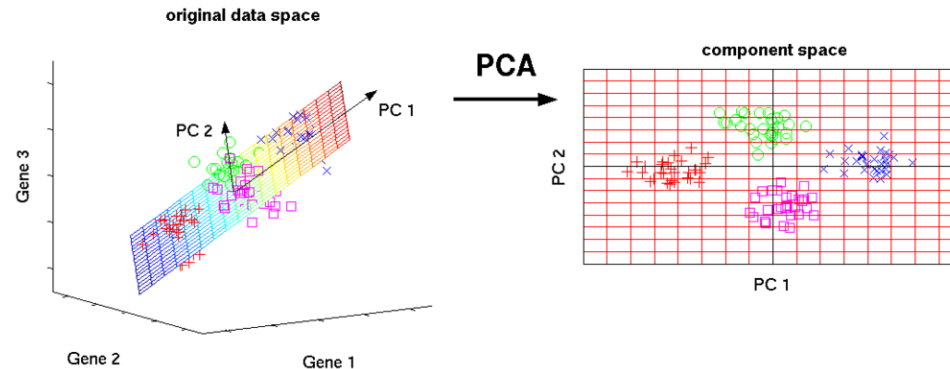 original data space
PC 1
PC 2
Gene 3
Gene 2
Gene 1
PCA
component space
PC 2
PC 1